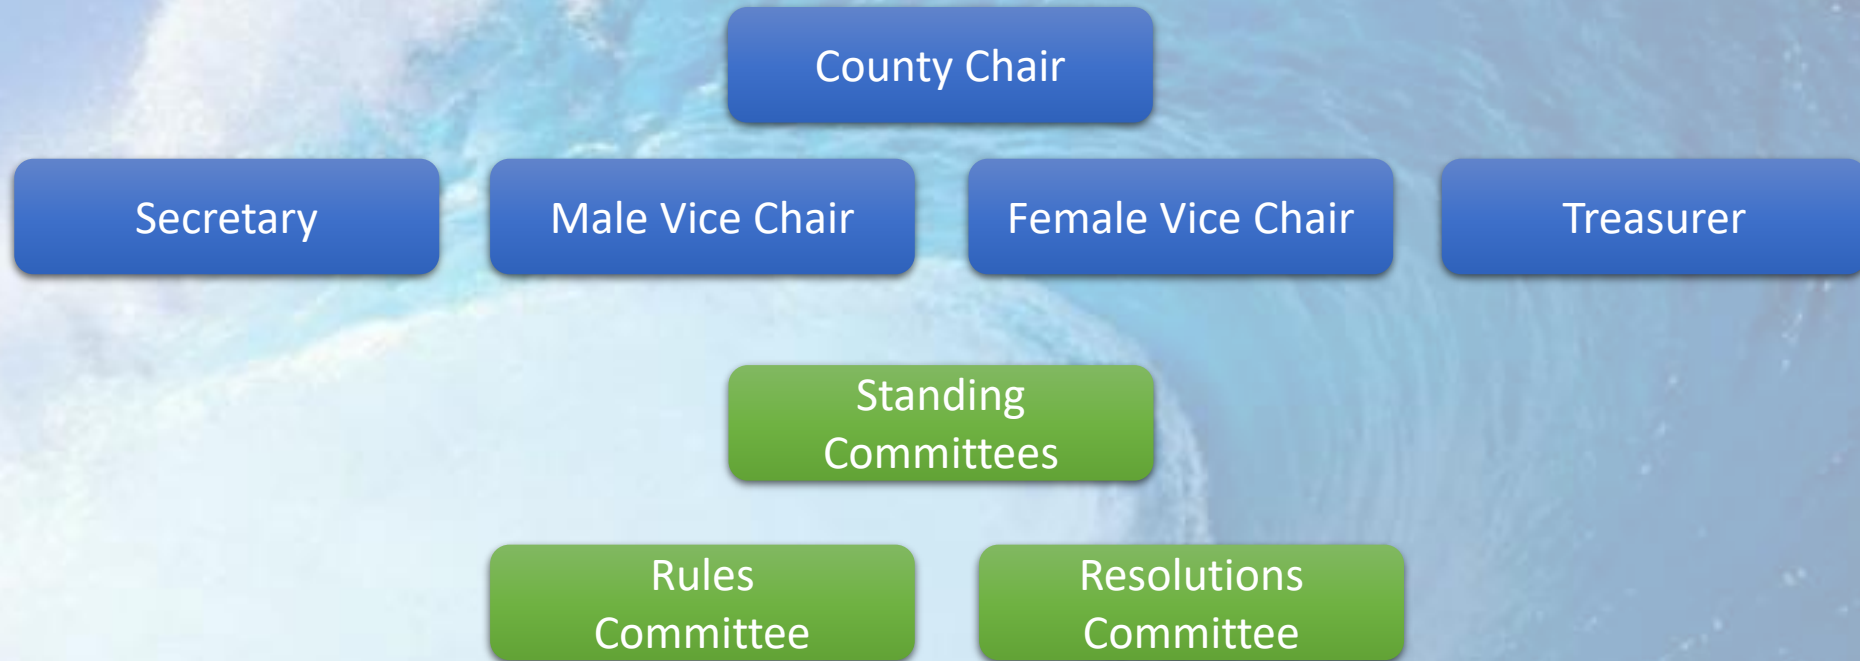 County Chair
Secretary
Male Vice Chair
Female Vice Chair
Treasurer
Standing
Committees
Rules
Committee
Resolutions
Committee